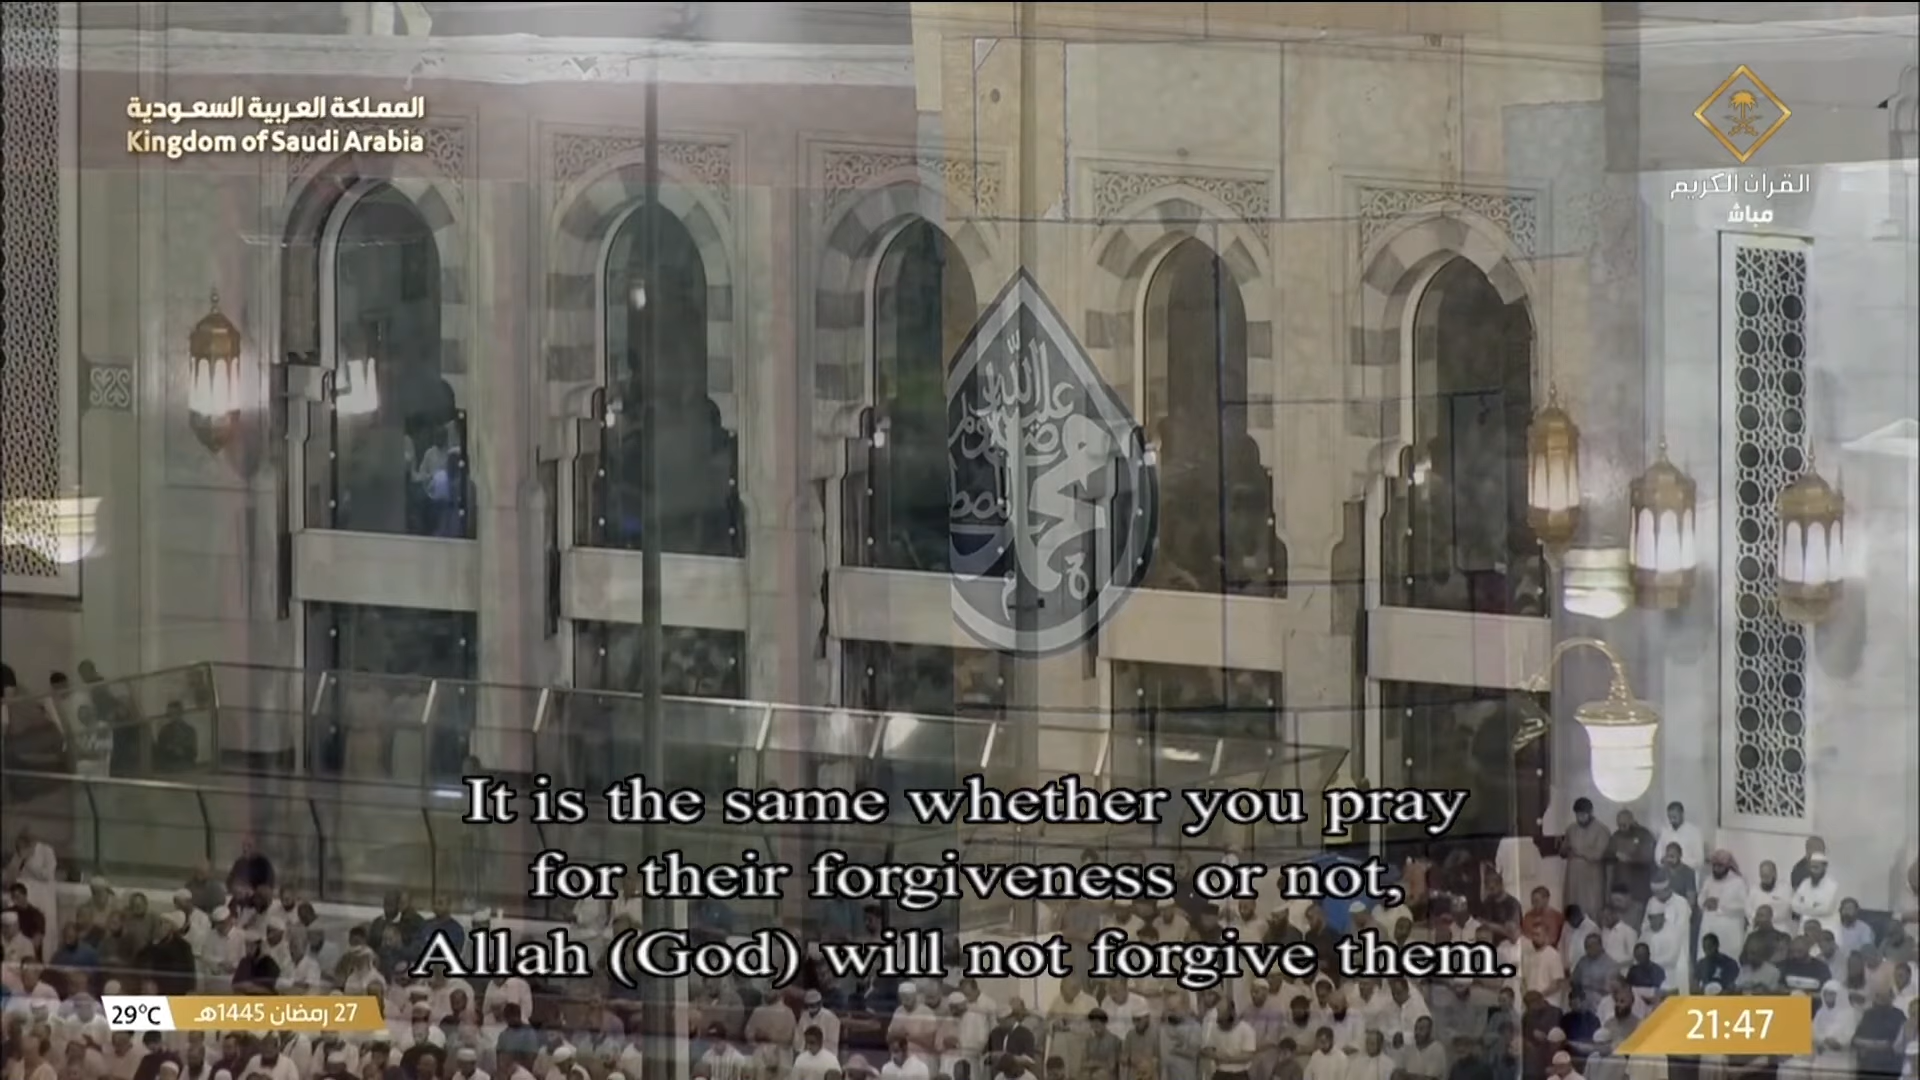 المملكة العربية السعودية
Kingdom of Saudi Arabia
القرآن الكريم
مباشر
محمد
It is the same whether you pray
for their forgiveness or not,
Allah (God) will not forgive them.
29°C
27 رمضان 1445هـ
21:47